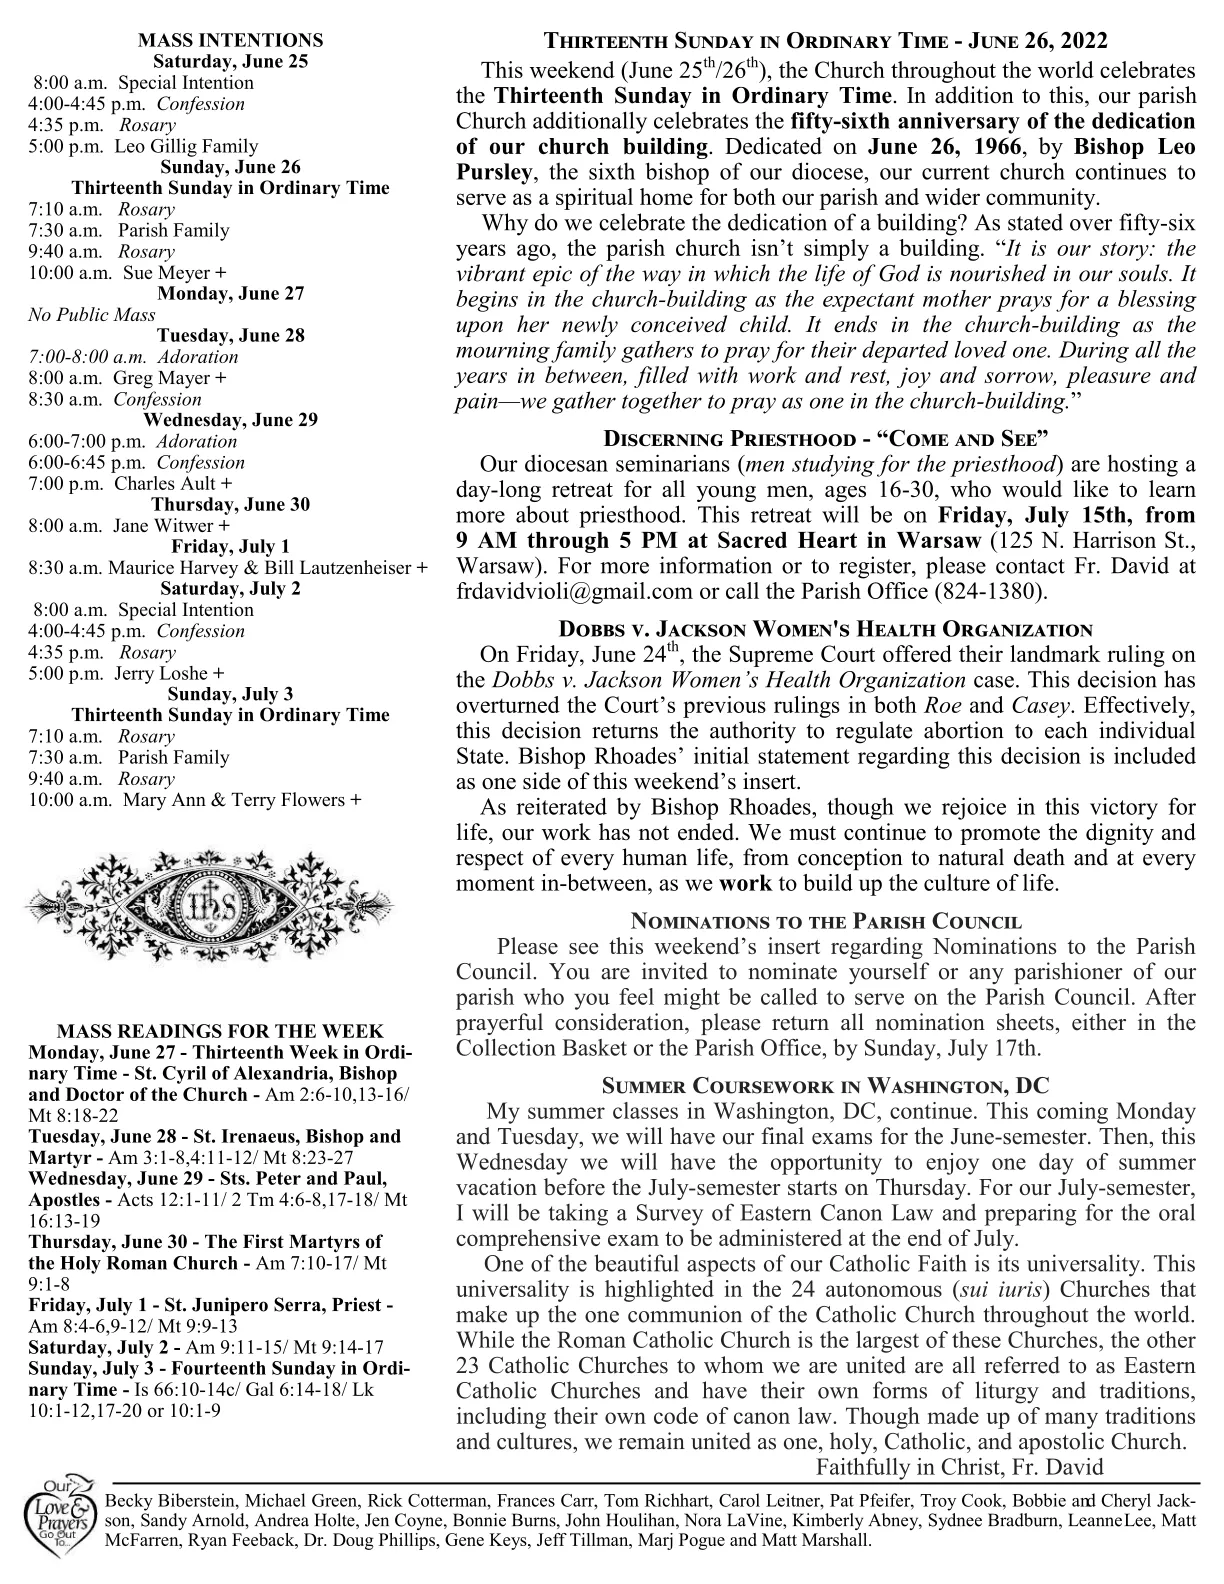 MASS INTENTIONS
Saturday, June 25
8:00 a.m. Special Intention
4:00-4:45 p.m. Confession
4:35 p.m. Rosary
5:00 p.m. Leo Gillig Family
Sunday, June 26
Thirteenth Sunday in Ordinary Time
7:10 a.m. Rosary
7:30 a.m. Parish Family
9:40 a.m. Rosary
10:00 a.m. Sue Meyer +
Monday, June 27
No Public Mass
Tuesday, June 28
7:00-8:00 a.m. Adoration
8:00 a.m. Greg Mayer +
8:30 a.m. Confession
Wednesday, June 29
6:00-7:00 p.m. Adoration
6:00-6:45 p.m. Confession
7:00 p.m. Charles Ault +
Thursday, June 30
8:00 a.m. Jane Witwer +
Friday, July 1
8:30 a.m. Maurice Harvey & Bill Lautzenheiser +
Saturday, July 2
8:00 a.m. Special Intention
4:00-4:45 p.m. Confession
4:35 p.m. Rosary
5:00 p.m. Jerry Loshe +
Sunday, July 3
Thirteenth Sunday in Ordinary Time
7:10 a.m. Rosary
7:30 a.m. Parish Family
9:40 a.m. Rosary
10:00 a.m. Mary Ann & Terry Flowers +
IHS
MASS READINGS FOR THE WEEK
Monday, June 27 - Thirteenth Week in Ordi-
nary Time - St. Cyril of Alexandria, Bishop
and Doctor of the Church - Am 2:6-10,13-16/
Mt 8:18-22
Tuesday, June 28 - St. Irenaeus, Bishop and
Martyr - Am 3:1-8,4:11-12/ Mt 8:23-27
Wednesday, June 29 - Sts. Peter and Paul,
Apostles - Acts 12:1-11/ 2 Tm 4:6-8,17-18/ Mt
16:13-19
Thursday, June 30 - The First Martyrs of
the Holy Roman Church - Am 7:10-17/ Mt
9:1-8
Friday, July 1 - St. Junipero Serra, Priest -
Am 8:4-6,9-12/ Mt 9:9-13
Saturday, July 2 - Am 9:11-15/ Mt 9:14-17
Sunday, July 3 - Fourteenth Sunday in Ordi-
nary Time - Is 66:10-14c/ Gal 6:14-18/ Lk
10:1-12,17-20 or 10:1-9
THIRTEENTH SUNDAY IN ORDINARY TIME - JUNE 26, 2022
This weekend (June 25th/26th), the Church throughout the world celebrates
the Thirteenth Sunday in Ordinary Time. In addition to this, our parish
Church additionally celebrates the fifty-sixth anniversary of the dedication
of our church building. Dedicated on June 26, 1966, by Bishop Leo
Pursley, the sixth bishop of our diocese, our current church continues to
serve as a spiritual home for both our parish and wider community.
Why do we celebrate the dedication of a building? As stated over fifty-six
years ago, the parish church isn’t simply a building. “It is our story: the
vibrant epic of the way in which the life of God is nourished in our souls. It
begins in the church-building as the expectant mother prays for a blessing
upon her newly conceived child. It ends in the church-building as the
mourning family gathers to pray for their departed loved one. During all the
years in between, filled with work and rest, joy and sorrow, pleasure and
pain—we gather together to pray as one in the church-building.”
DISCERNING PRIESTHOOD - “COME AND SEE”
Our diocesan seminarians (men studying for the priesthood) are hosting a
day-long retreat for all young men, ages 16-30, who would like to learn
more about priesthood. This retreat will be on Friday, July 15th, from
9 AM through 5 PM at Sacred Heart in Warsaw (125 N. Harrison St.,
Warsaw). For more information or to register, please contact Fr. David at
frdavidvioli@gmail.com or call the Parish Office (824-1380).
DOBBS V. JACKSON WOMEN'S HEALTH ORGANIZATION
On Friday, June 24th, the Supreme Court offered their landmark ruling on
the Dobbs v. Jackson Women’s Health Organization case. This decision has
overturned the Court’s previous rulings in both Roe and Casey. Effectively,
this decision returns the authority to regulate abortion to each individual
State. Bishop Rhoades’ initial statement regarding this decision is included
as one side of this weekend’s insert.
As reiterated by Bishop Rhoades, though we rejoice in this victory for
life, our work has not ended. We must continue to promote the dignity and
respect of every human life, from conception to natural death and at every
moment in-between, as we work to build up the culture of life.
NOMINATIONS TO THE PARISH COUNCIL
Please see this weekend’s insert regarding Nominations to the Parish
Council. You are invited to nominate yourself or any parishioner of our
parish who you feel might be called to serve on the Parish Council. After
prayerful consideration, please return all nomination sheets, either in the
Collection Basket or the Parish Office, by Sunday, July 17th.
SUMMER COURSEWORK IN WASHINGTON, DC
My summer classes in Washington, DC, continue. This coming Monday
and Tuesday, we will have our final exams for the June-semester. Then, this
Wednesday we will have the opportunity to enjoy one day of summer
vacation before the July-semester starts on Thursday. For our July-semester,
I will be taking a Survey of Eastern Canon Law and preparing for the oral
comprehensive exam to be administered at the end of July.
One of the beautiful aspects of our Catholic Faith is its universality. This
universality is highlighted in the 24 autonomous (sui iuris) Churches that
make up the one communion of the Catholic Church throughout the world.
While the Roman Catholic Church is the largest of these Churches, the other
23 Catholic Churches to whom we are united are all referred to as Eastern
Catholic Churches and have their own forms of liturgy and traditions,
including their own code of canon law. Though made up of many traditions
and cultures, we remain united as one, holy, Catholic, and apostolic Church.
Faithfully in Christ, Fr. David
Our
Love &
Prayers
Go Out
To...
Becky Biberstein, Michael Green, Rick Cotterman, Frances Carr, Tom Richhart, Carol Leitner, Pat Pfeifer, Troy Cook, Bobbie and Cheryl Jack-
son, Sandy Arnold, Andrea Holte, Jen Coyne, Bonnie Burns, John Houlihan, Nora LaVine, Kimberly Abney, Sydnee Bradburn, Leanne Lee, Matt
McFarren, Ryan Feeback, Dr. Doug Phillips, Gene Keys, Jeff Tillman, Marj Pogue and Matt Marshall.